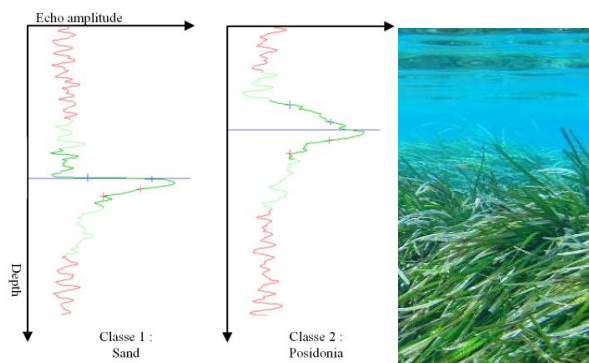 Echo amplitude
Depth
Classe 1 :
Sand
Classe 2 :
Posidonia